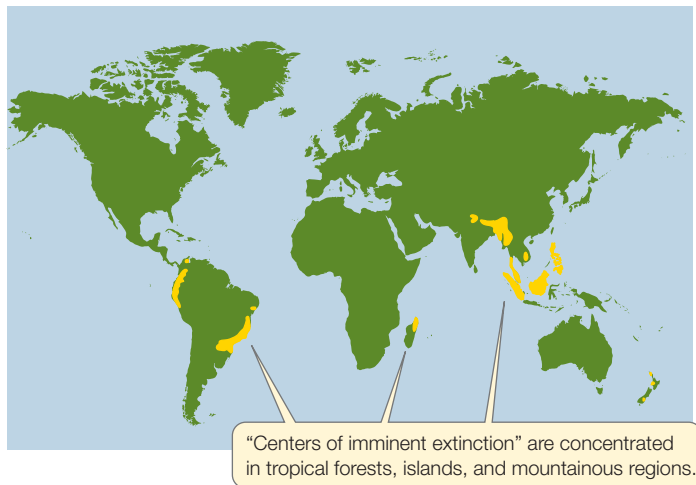 “Centers of imminent extinction” are concentrated
in tropical forests, islands, and mountainous regions.